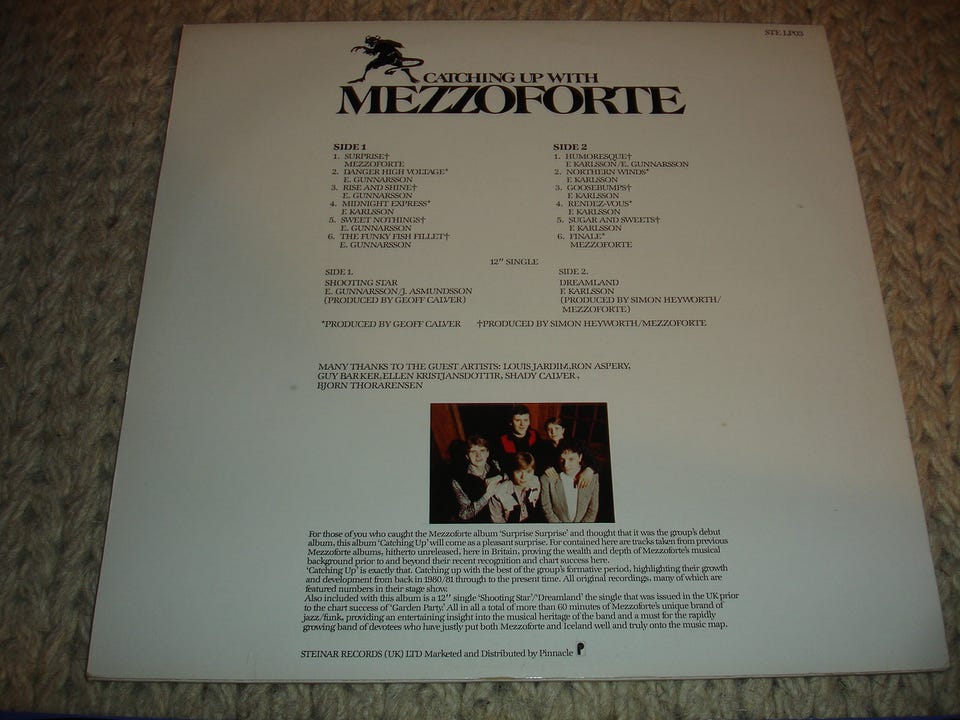 STE LP03
CATCHING UP WITH
MEZZOFORTE
SIDE 1
1. SURPRISE†
MEZZOFORTE
2. DANGER HIGH VOLTAGE*
E. GUNNARSSON
3. RISE AND SHINE†
E. GUNNARSSON
4. MIDNIGHT EXPRESS*
F. KARLSSON
5. SWEET NOTHINGS†
E. GUNNARSSON
6. THE FUNKY FISH FILLET†
E. GUNNARSSON
SIDE 2
1. HUMORESQUE†
F. KARLSSON/E. GUNNARSSON
2. NORTHERN WINDS*
F. KARLSSON
3. GOOSEBUMPS†
F. KARLSSON
4. RENDEZ-VOUS*
F. KARLSSON
5. SUGAR AND SWEETS†
F. KARLSSON
6. FINALE*
MEZZOFORTE
12" SINGLE
SIDE 1.
SHOOTING STAR
E. GUNNARSSON/J. ASMUNDSSON
(PRODUCED BY GEOFF CALVER)
SIDE 2.
DREAMLAND
F. KARLSSON
(PRODUCED BY SIMON HEYWORTH/
MEZZOFORTE)
*PRODUCED BY GEOFF CALVER †PRODUCED BY SIMON HEYWORTH/MEZZOFORTE
MANY THANKS TO THE GUEST ARTISTS: LOUIS JARDIM,RON ASPERY,
GUY BARKER,ELLEN KRISTJANSDOTTIR, SHADY CALVER,
BJORN THORARENSEN
For those of you who caught the Mezzoforte album 'Surprise Surprise' and thought that it was the group's debut
album, this album 'Catching Up' will come as a pleasant surprise. For contained here are tracks taken from previous
Mezzoforte albums, hitherto unreleased, here in Britain, proving the wealth and depth of Mezzoforte's musical
background prior to and beyond their recent recognition and chart success here.
'Catching Up' is exactly that. Catching up with the best of the group's formative period, highlighting their growth
and development from back in 1980/81 through to the present time. All original recordings, many of which are
featured numbers in their stage show.
Also included with this album is a 12" single 'Shooting Star'/'Dreamland' the single that was issued in the UK prior
to the chart success of 'Garden Party.' All in all a total of more than 60 minutes of Mezzoforte's unique brand of
jazz/funk, providing an entertaining insight into the musical heritage of the band and a must for the rapidly
growing band of devotees who have justly put both Mezzoforte and Iceland well and truly onto the music map.
STEINAR RECORDS (UK) LTD Marketed and Distributed by Pinnacle P